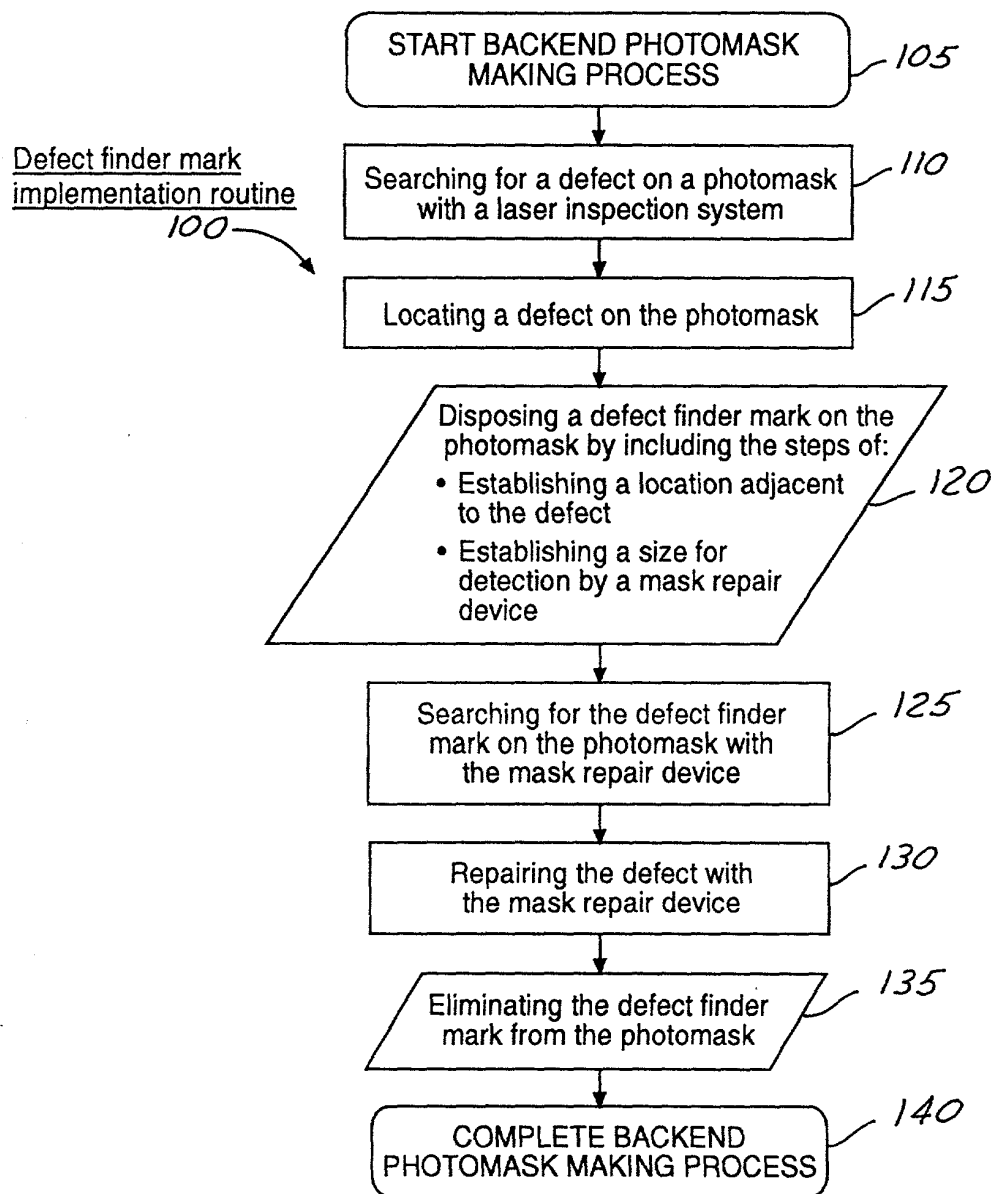 START BACKEND PHOTOMASK
MAKING PROCESS
105
Defect finder mark
implementation routine
100
Searching for a defect on a photomask
with a laser inspection system
110
Locating a defect on the photomask
115
Disposing a defect finder mark on the
photomask by including the steps of:
• Establishing a location adjacent
to the defect
• Establishing a size for
detection by a mask repair
device
120
Searching for the defect finder
mark on the photomask with
the mask repair device
125
Repairing the defect with
the mask repair device
130
Eliminating the defect finder
mark from the photomask
135
COMPLETE BACKEND
PHOTOMASK MAKING PROCESS
140